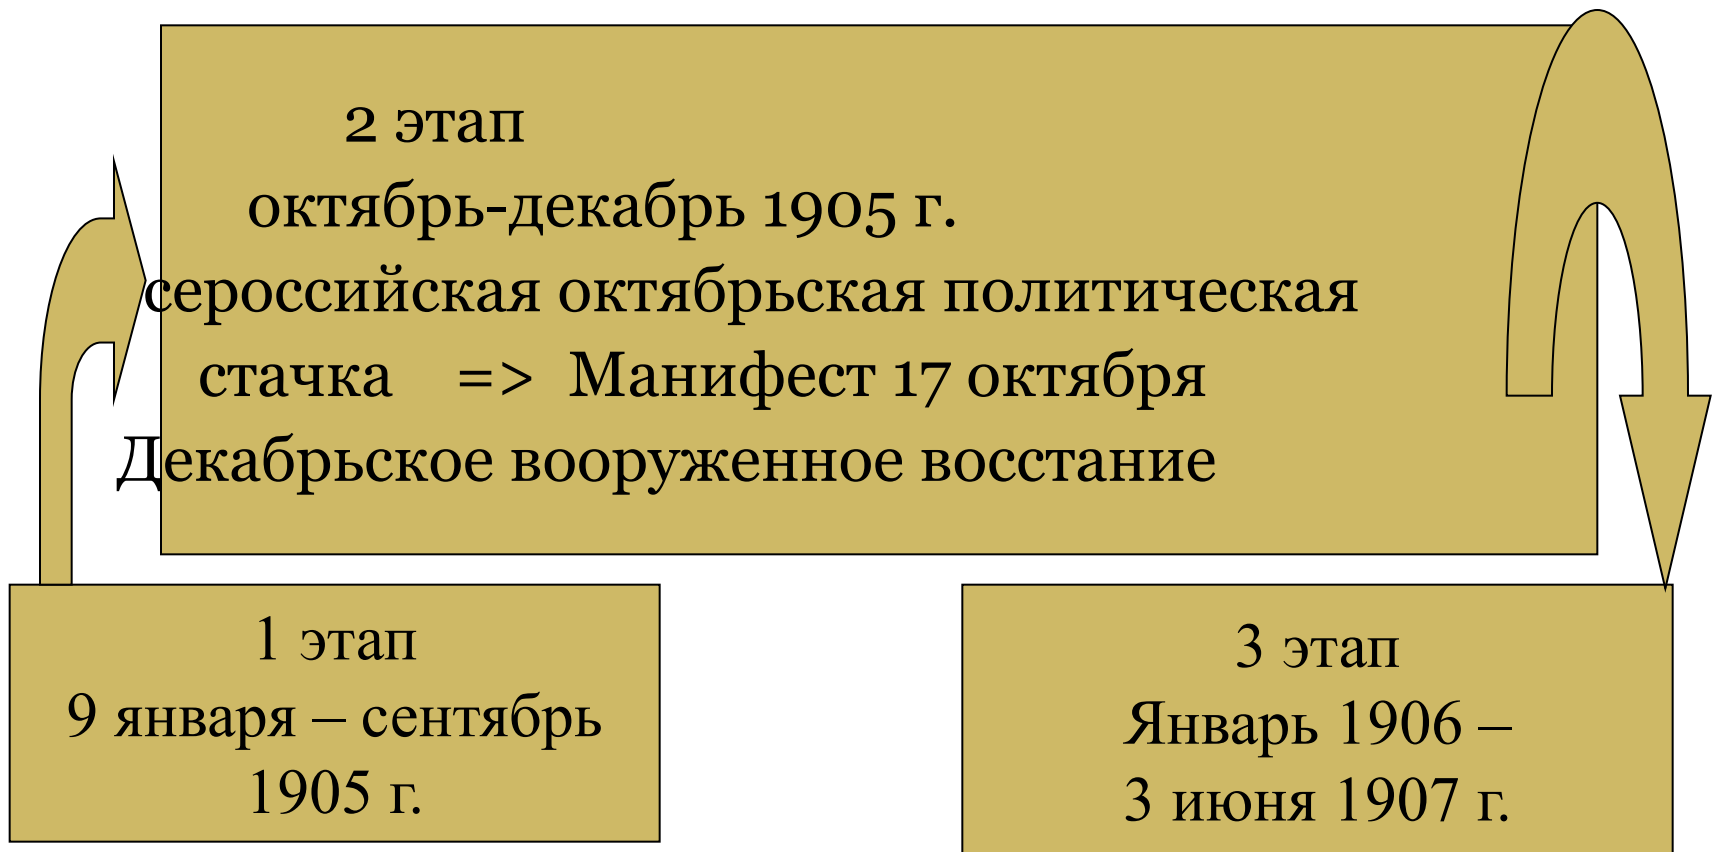 2 этап
октябрь-декабрь 1905 г.
сероссийская октябрьская политическая
стачка => Манифест 17 октября
Декабрьское вооруженное восстание
1 этап
9 января – сентябрь
1905 г.
3 этап
Январь 1906 –
3 июня 1907 г.